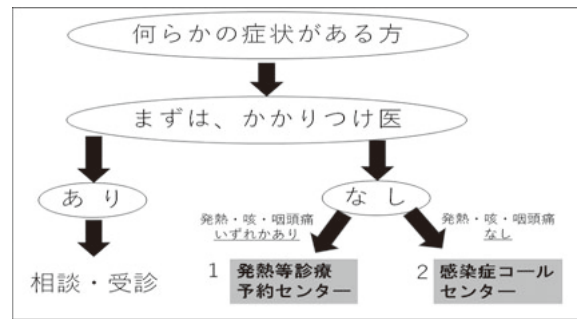 何らかの症状がある方
まずは、かかりつけ医
あり
なし
相談・受診
発熱・咳・咽頭痛
いずれかあり
発熱・咳・咽頭痛
なし
1 発熱等診療
予約センター
2 感染症コール
センター